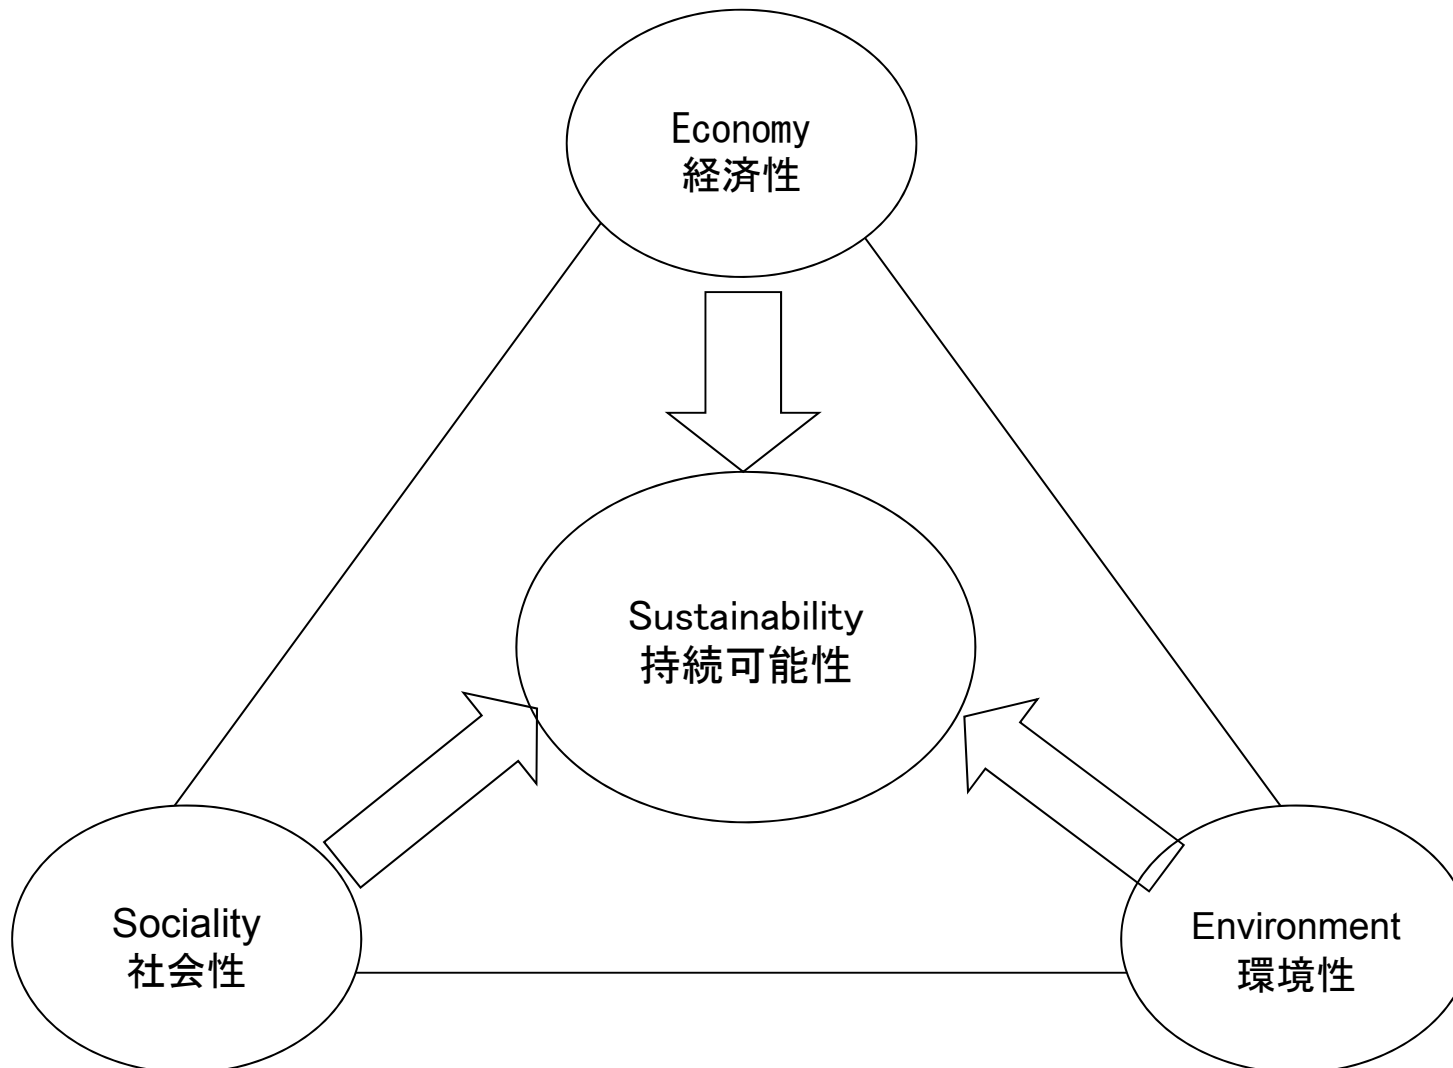 Economy
経済性
Sustainability
持続可能性
Sociality
社会性
Environment
環境性